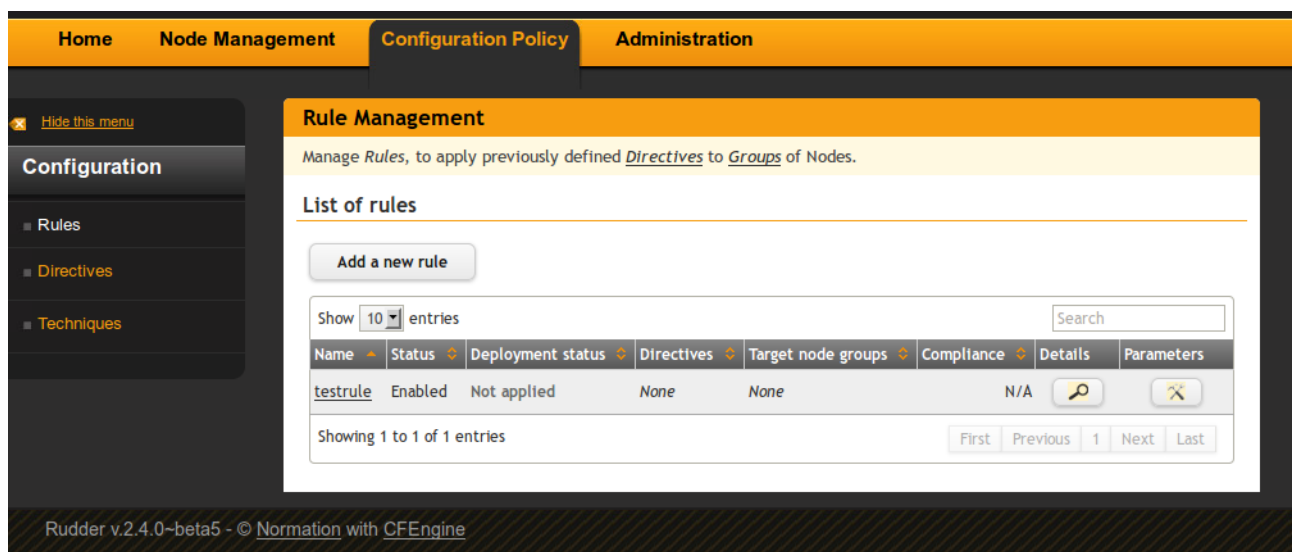 Home Node Management Configuration Policy Administration
Hide this menu
Configuration
Rules
Directives
Techniques
Rule Management
Manage Rules, to apply previously defined Directives to Groups of Nodes.
List of rules
Add a new rule
Show 10 entries Search
Name Status Deployment status Directives Target node groups Compliance Details Parameters
testrule Enabled Not applied None None N/A
Showing 1 to 1 of 1 entries First Previous 1 Next Last
Rudder v.2.4.0~beta5 - © Normation with CFEngine